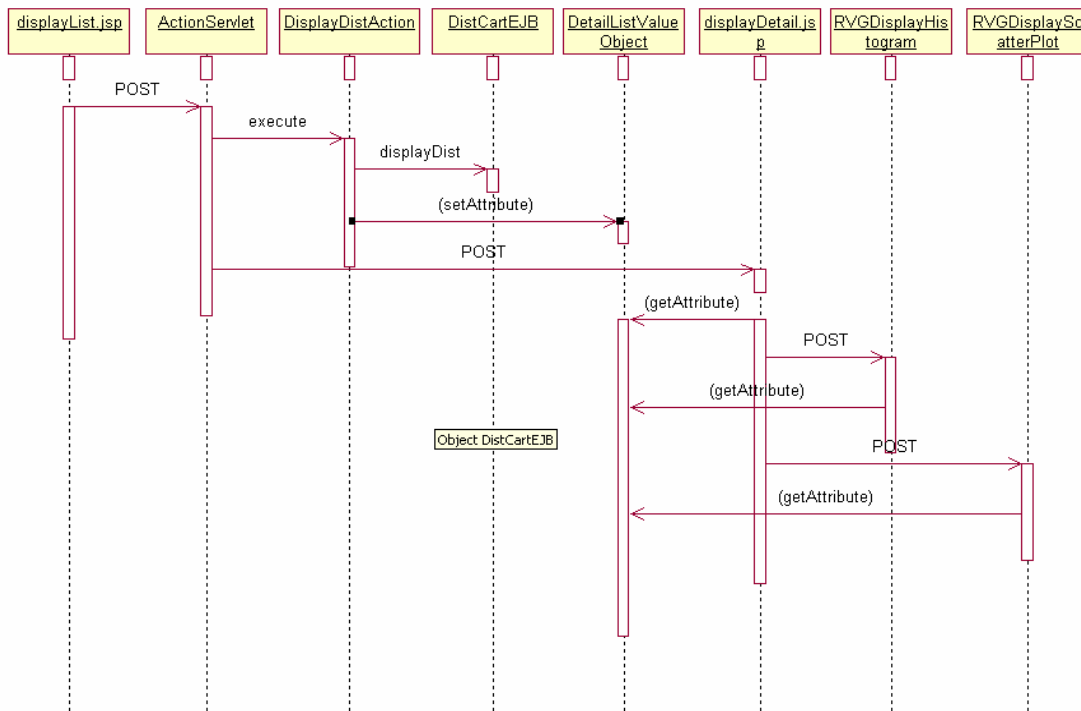 displayList.jsp
ActionServlet
DisplayDistAction
DistCartEJB
DetailListValue
Object
displayDetail.js
p
RVGDisplayHis
togram
RVGDisplaySc
atterPlot
POST
execute
displayDist
(setAttribute)
POST
(getAttribute)
POST
(getAttribute)
Object DistCartEJB
POST
(getAttribute)